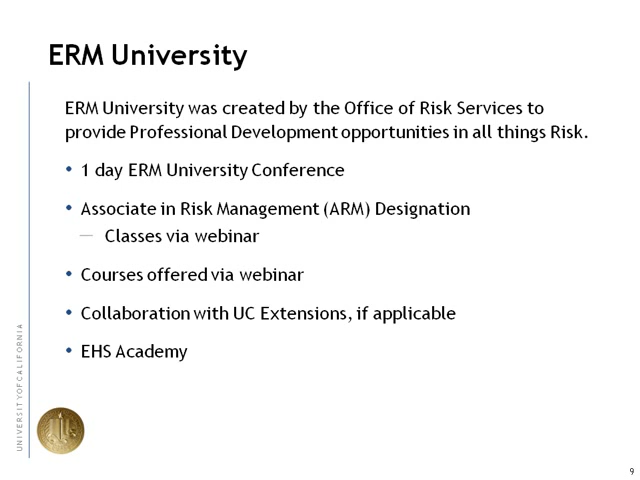 ERM University
ERM University was created by the Office of Risk Services to
provide Professional Development opportunities in all things Risk.
• 1 day ERM University Conference
• Associate in Risk Management (ARM) Designation
— Classes via webinar
• Courses offered via webinar
• Collaboration with UC Extensions, if applicable
• EHS Academy
UNIVERSITY OF CALIFORNIA
9